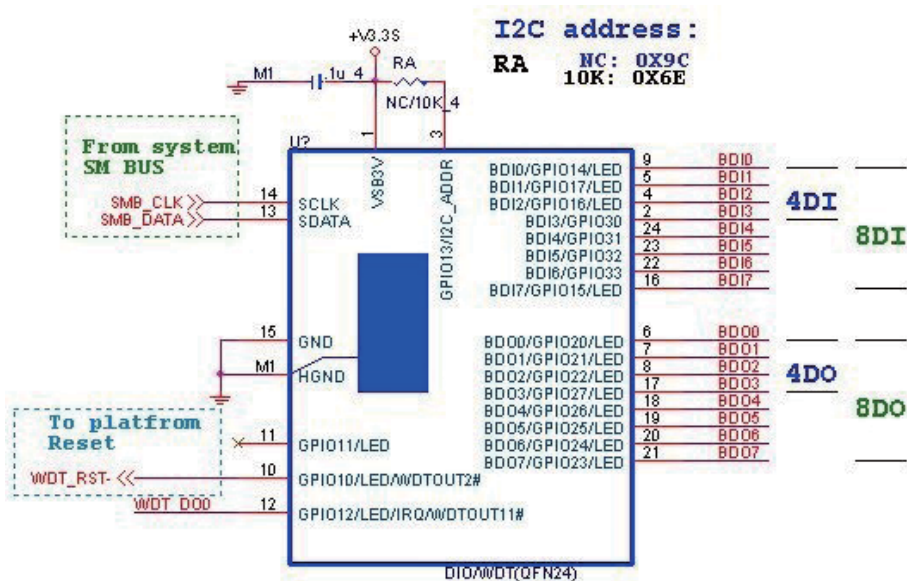 I2C address:
RA NC: 0X9C
10K: 0X6E
+V3.3S
M1 .1u_4 RA
NC/10K_4
From system
SM BUS
U?
1
3
VSB3V
GPIO13/I2C_ADDR
SMB_CLK 14 SCLK
SMB_DATA 13 SDATA
BDI0/GPIO14/LED 9 BDI0
BDI1/GPIO17/LED 5 BDI1
BDI2/GPIO16/LED 4 BDI2
BDI3/GPIO30 2 BDI3
BDI4/GPIO31 24 BDI4
BDI5/GPIO32 23 BDI5
BDI6/GPIO33 22 BDI6
BDI7/GPIO15/LED 16 BDI7
4DI
8DI
15 GND
M1 HGND
BDO0/GPIO20/LED 6 BDO0
BDO1/GPIO21/LED 7 BDO1
BDO2/GPIO22/LED 8 BDO2
BDO3/GPIO27/LED 17 BDO3
BDO4/GPIO26/LED 18 BDO4
BDO5/GPIO25/LED 19 BDO5
BDO6/GPIO24/LED 20 BDO6
BDO7/GPIO23/LED 21 BDO7
4DO
8DO
To platfrom
Reset
11 GPIO11/LED
WDT_RST- 10 GPIO10/LED/WDTOUT2#
WDT_DO0 12 GPIO12/LED/IRQ/WDTOUT11#
DIO/WDT(QFN24)